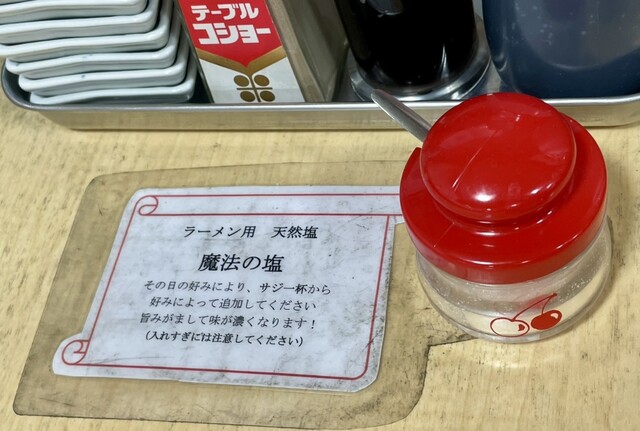 テーブル
コショー
ラーメン用　天然塩
魔法の塩
その日の好みにより、サジ一杯から
好みによって追加してください
旨みがまして味が濃くなります！
（入れすぎには注意してください）